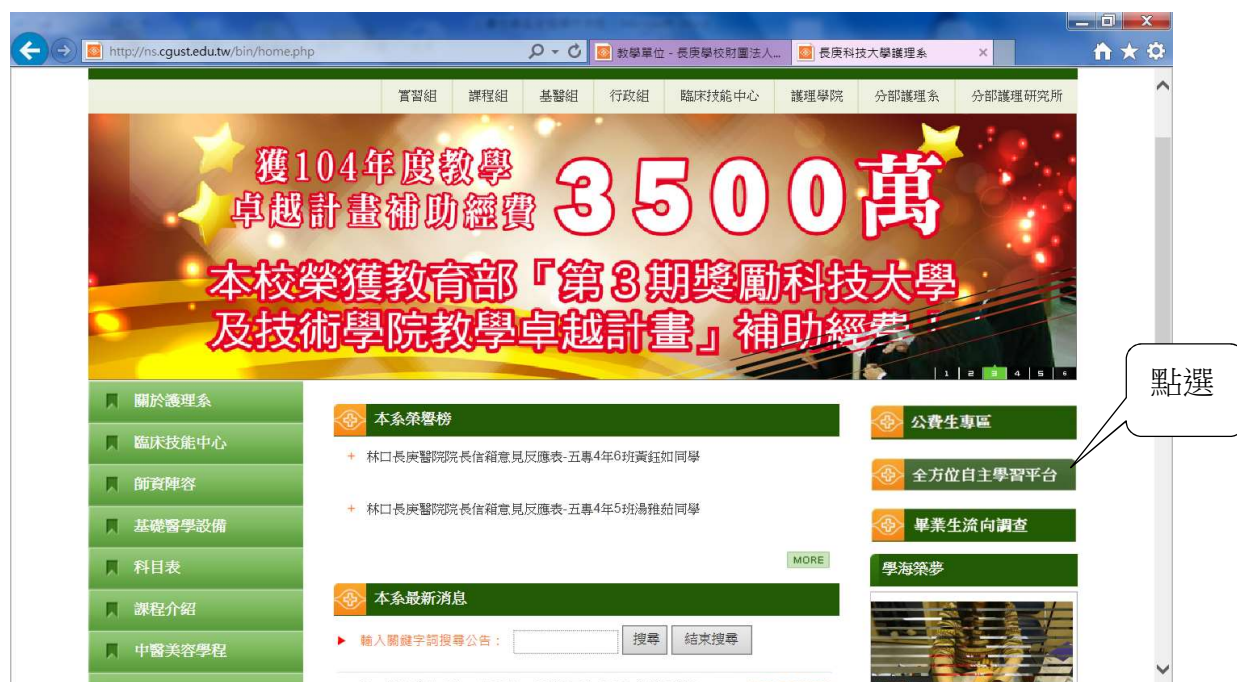 http://ns.cgust.edu.tw/bin/home.php
教學單位 - 長庚學校財團法人...
長庚科技大學護理系
實習組 課程組 基醫組 行政組 臨床技能中心 護理學院 分部護理系 分部護理研究所
獲104年度教學
卓越計畫補助經費
3500萬
本校榮獲教育部「第3期獎勵科技大學
及技術學院教學卓越計畫」補助經費!
1 2 3 4 5 6
點選
關於護理系
臨床技能中心
師資陣容
基礎醫學設備
科目表
課程介紹
中醫美容學程
本系榮譽榜
+ 林口長庚醫院院長信箱意見反應表-五專4年6班黃鈺如同學
+ 林口長庚醫院院長信箱意見反應表-五專4年5班湯雅茹同學
MORE
本系最新消息
輸入關鍵字詞搜尋公告:
搜尋 結束搜尋
公費生專區
全方位自主學習平台
畢業生流向調查
學海築夢